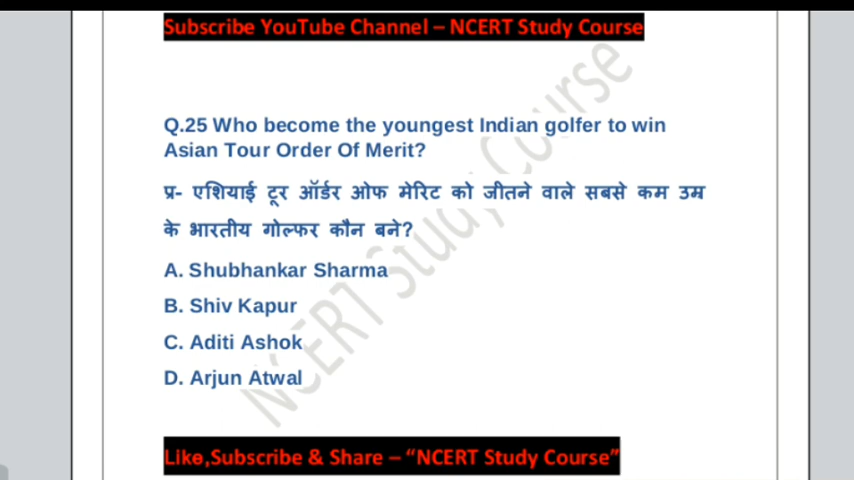 Subscribe YouTube Channel – NCERT Study Course
Q.25 Who become the youngest Indian golfer to win
Asian Tour Order Of Merit?
प्र- एशियाई टूर ऑर्डर ओफ मेरिट को जीतने वाले सबसे कम उम्र
के भारतीय गोल्फर कौन बने?
A. Shubhankar Sharma
B. Shiv Kapur
C. Aditi Ashok
D. Arjun Atwal
NCERT Study Course
Like,Subscribe & Share – “NCERT Study Course”